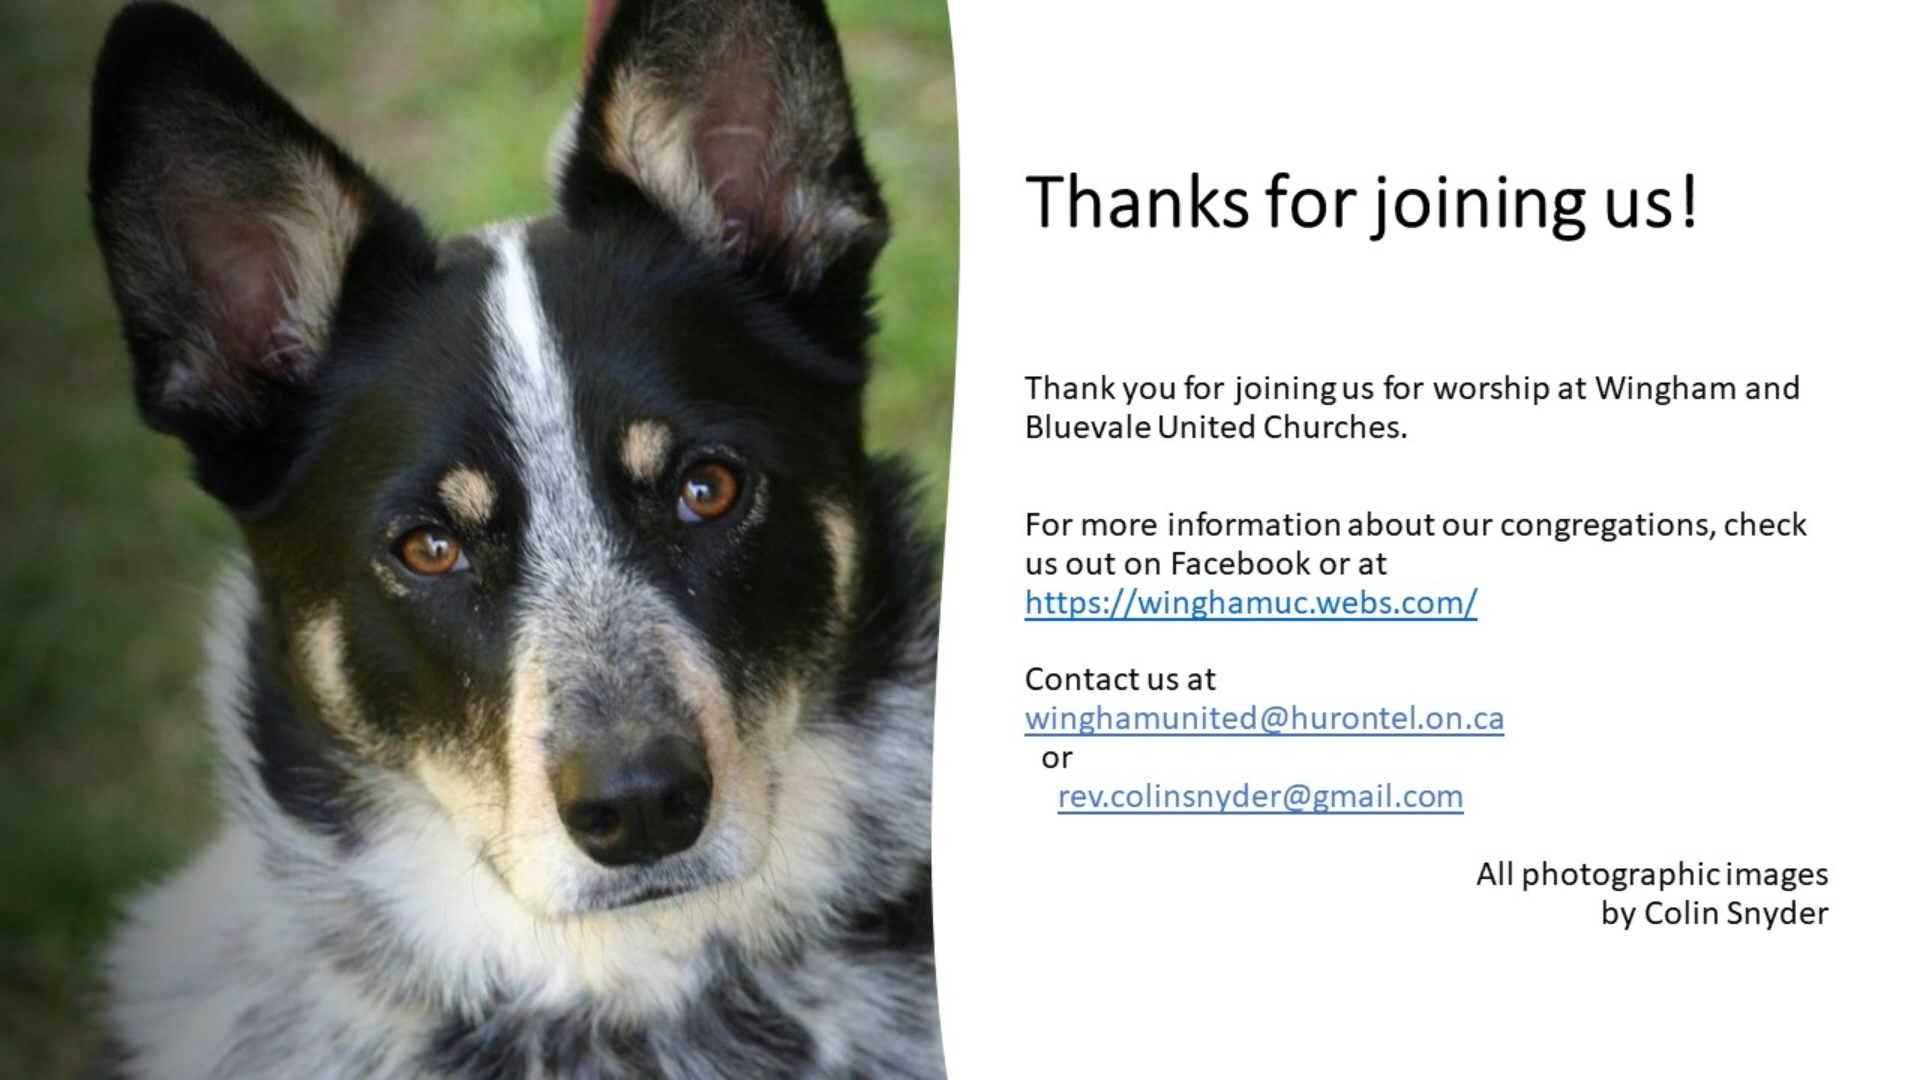 Thanks for joining us!
Thank you for joining us for worship at Wingham and
Bluevale United Churches.
For more information about our congregations, check
us out on Facebook or at
https://winghamuc.webs.com/
Contact us at
winghamunited@hurontel.on.ca
or
rev.colinsnyder@gmail.com
All photographic images
by Colin Snyder